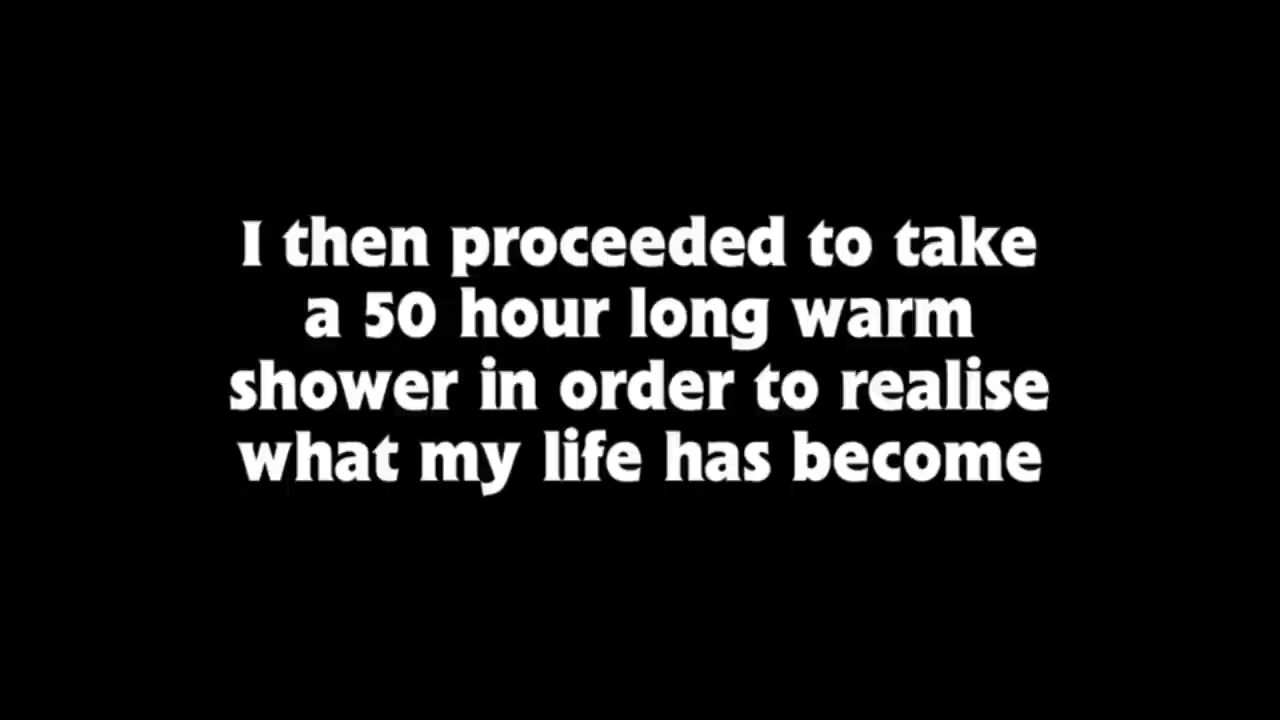 I then proceeded to take
a 50 hour long warm
shower in order to realise
what my life has become